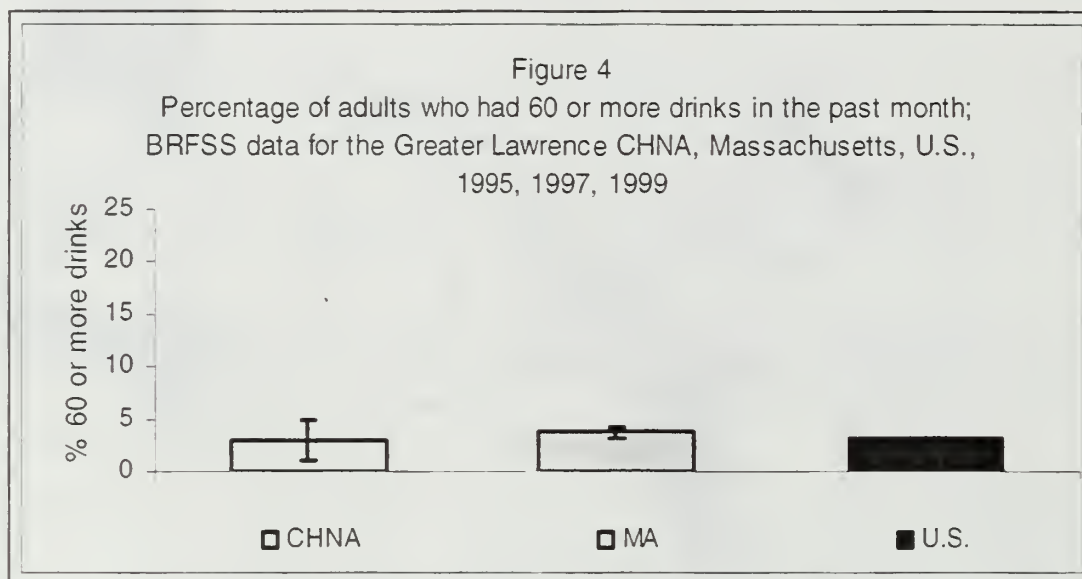 Figure 4
Percentage of adults who had 60 or more drinks in the past month;
BRFSS data for the Greater Lawrence CHNA, Massachusetts, U.S.,
1995, 1997, 1999
% 60 or more drinks
25
20
15
10
5
0
CHNA
MA
U.S.